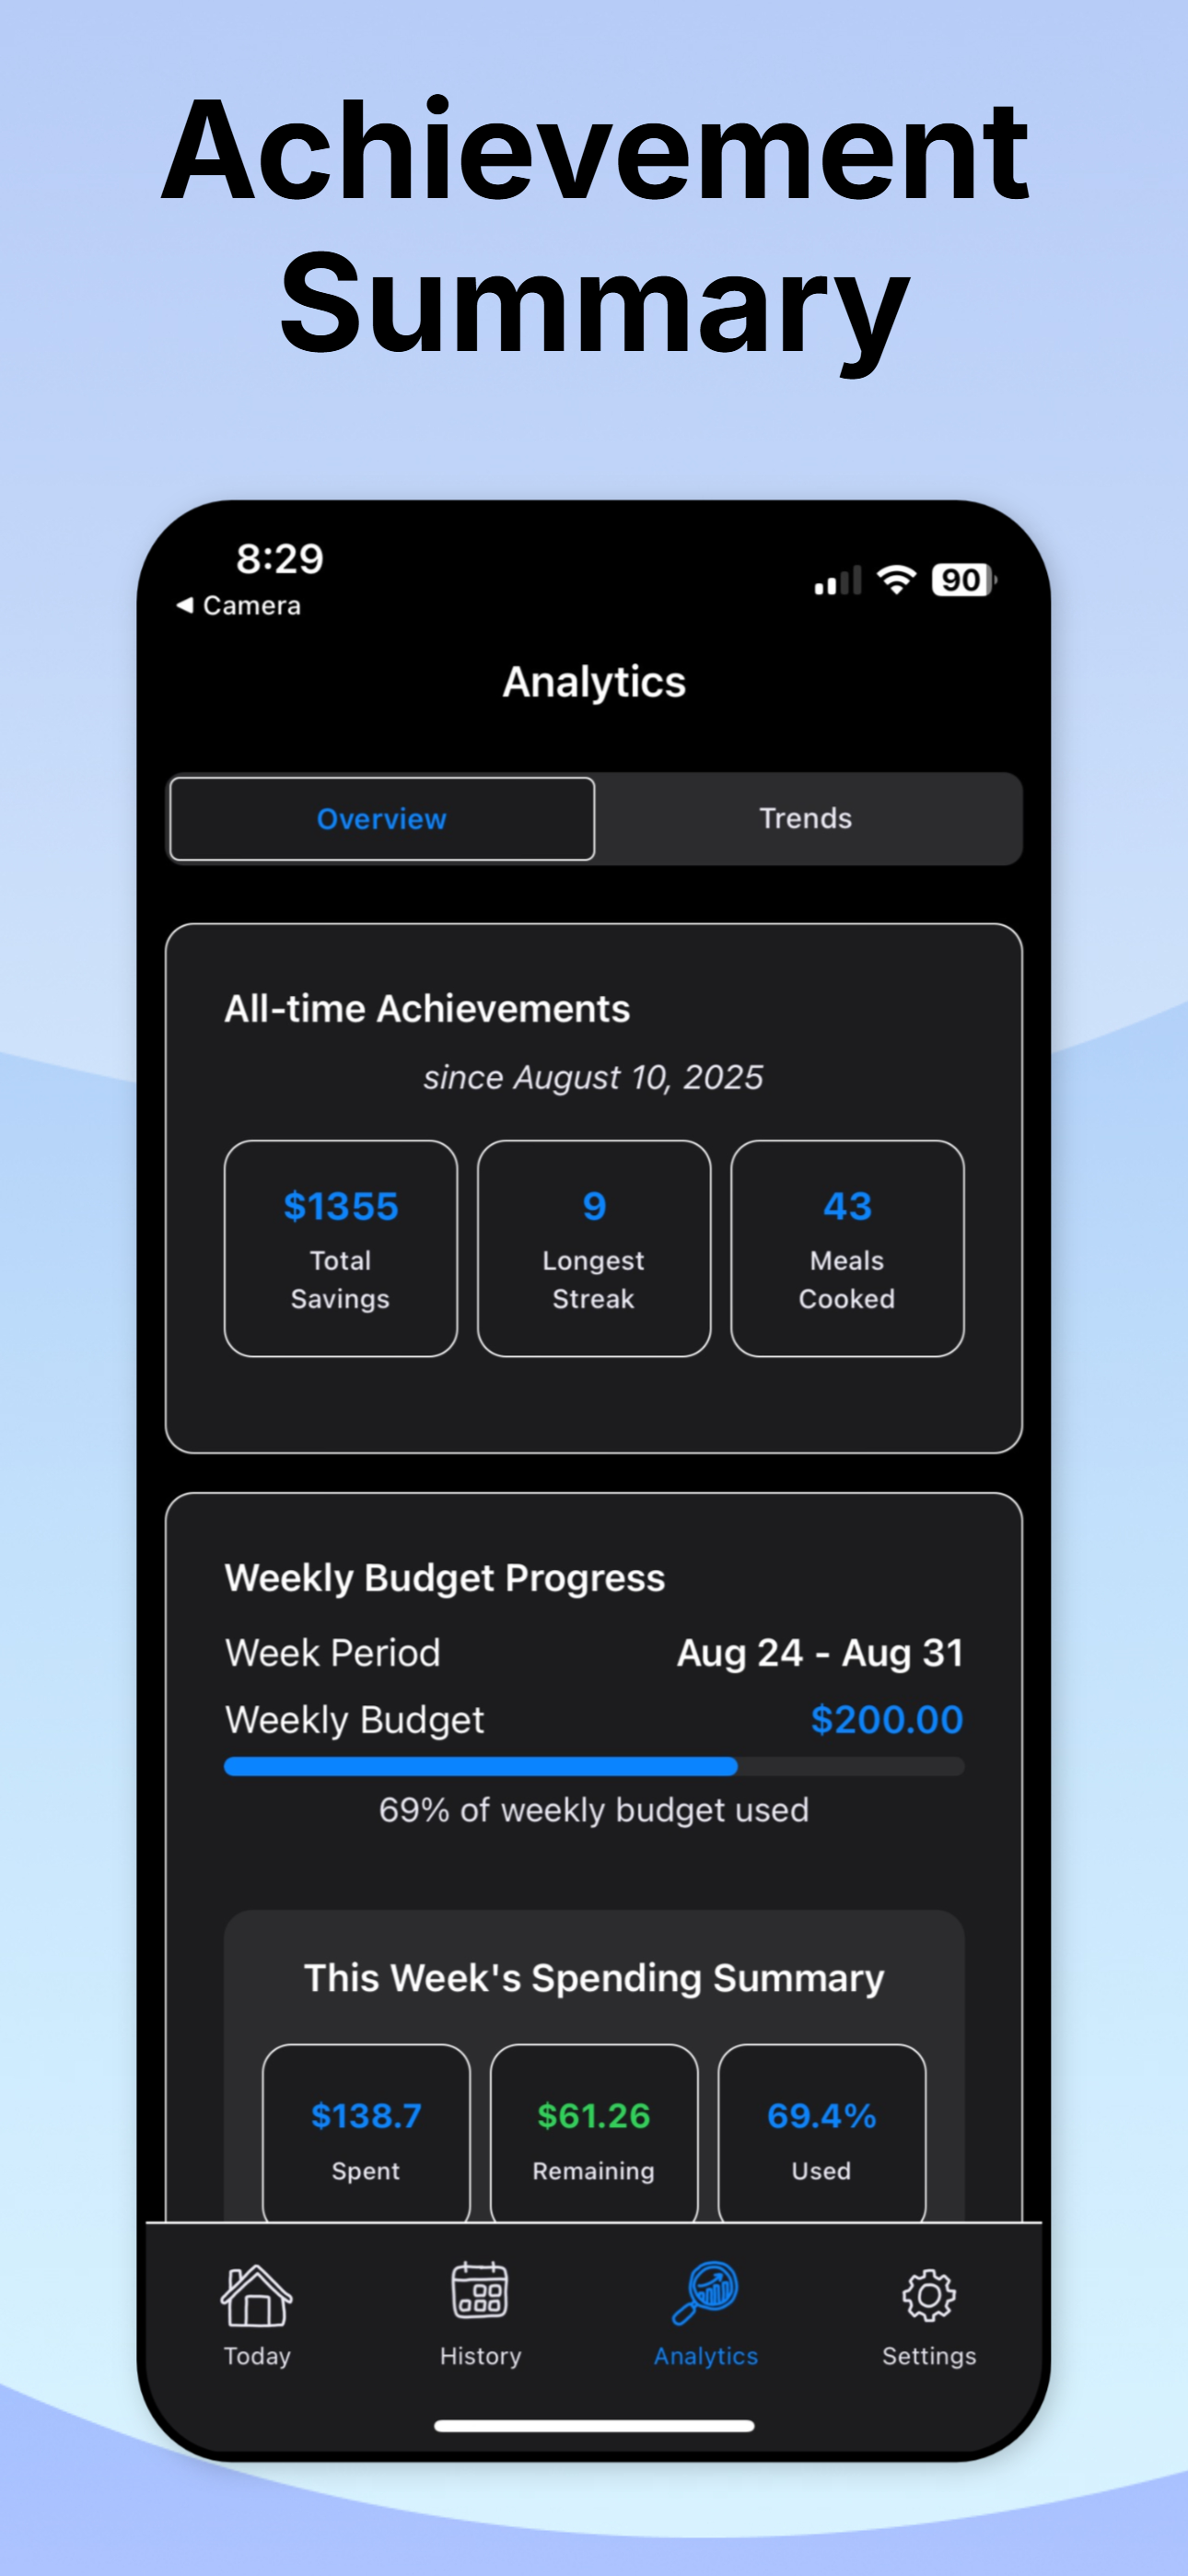 Achievement
Summary
8:29
90
◀ Camera
Analytics
Overview
Trends
All-time Achievements
since August 10, 2025
$1355
Total
Savings
9
Longest
Streak
43
Meals
Cooked
Weekly Budget Progress
Week Period
Aug 24 - Aug 31
Weekly Budget
$200.00
69% of weekly budget used
This Week's Spending Summary
$138.7
Spent
$61.26
Remaining
69.4%
Used
Today
History
Analytics
Settings